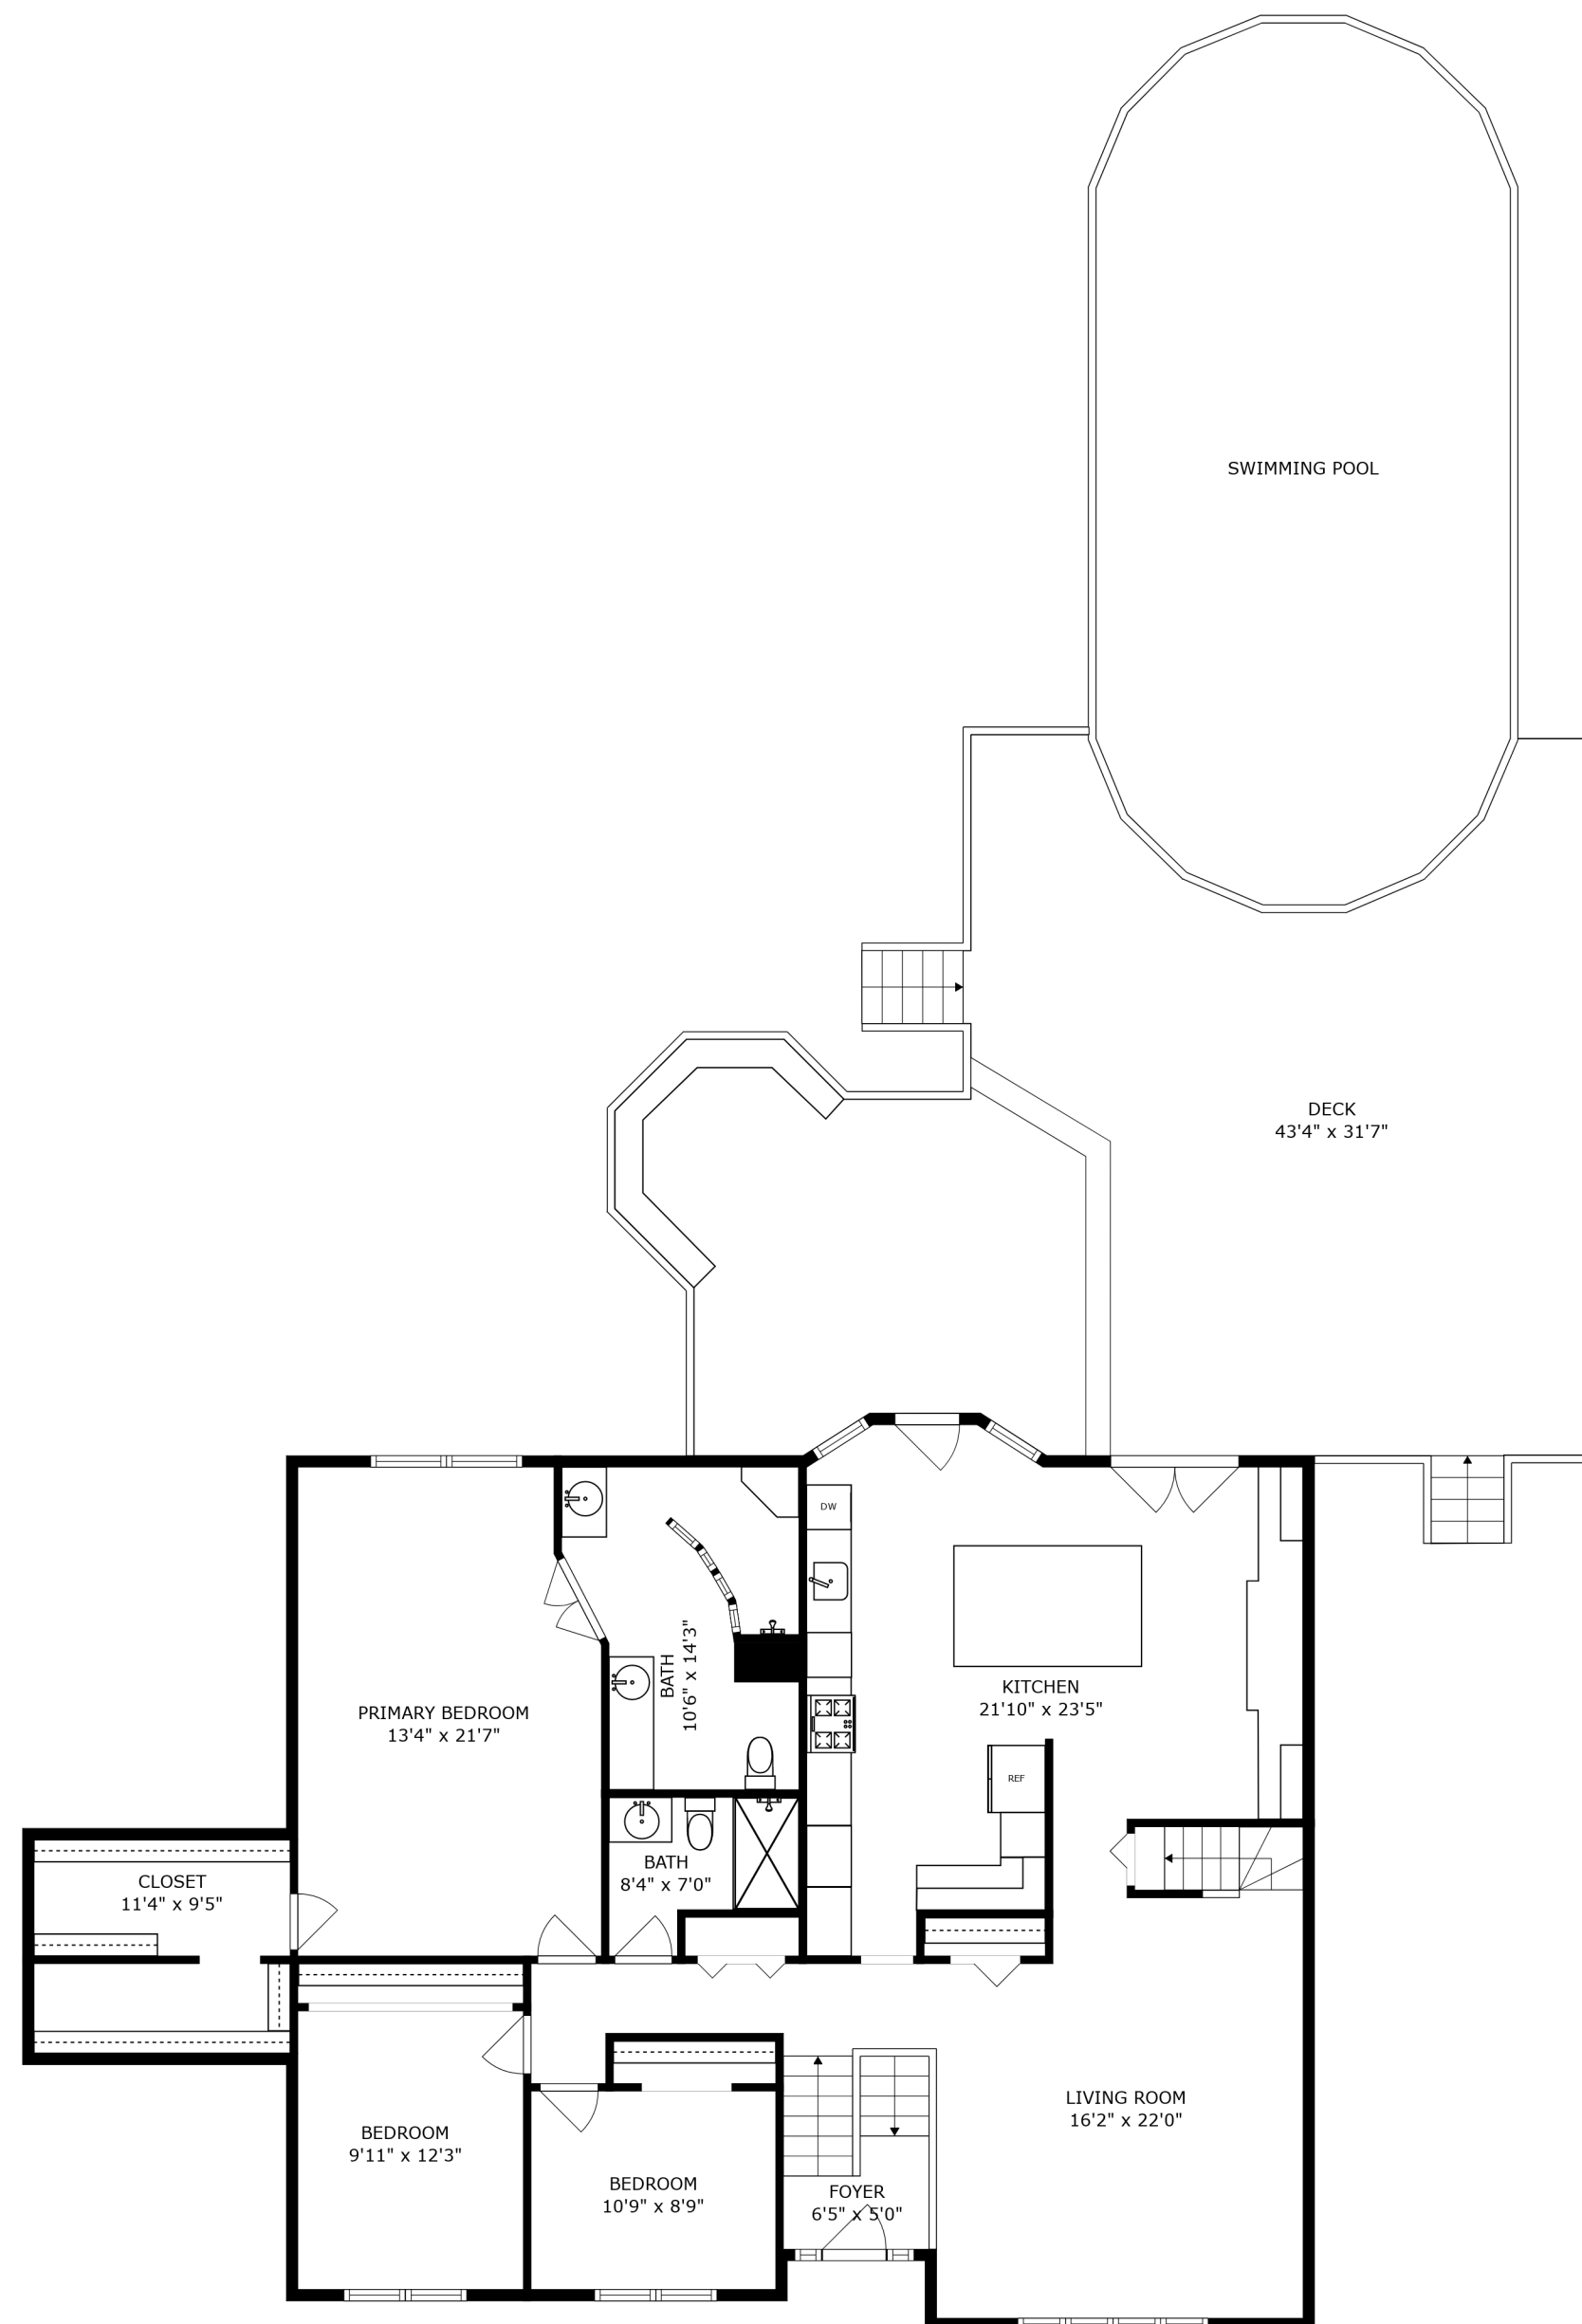 SWIMMING POOL
DECK
43'4" x 31'7"
DW
BATH
10'6" x 14'3"
KITCHEN
21'10" x 23'5"
PRIMARY BEDROOM
13'4" x 21'7"
REF
BATH
8'4" x 7'0"
CLOSET
11'4" x 9'5"
LIVING ROOM
16'2" x 22'0"
BEDROOM
9'11" x 12'3"
BEDROOM
10'9" x 8'9"
FOYER
6'5" x 5'0"